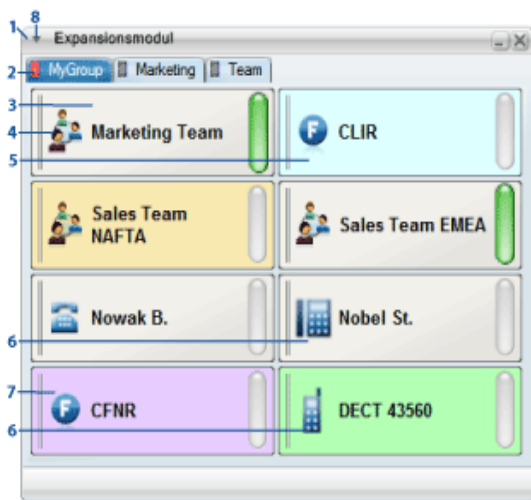 1 8 Expansionsmodul
2 MyGroup Marketing Team
3
4 Marketing Team F CLIR
5
Sales Team
NAFTA
Sales Team EMEA
Nowak B. Nobel St.
6
7 F CFNR DECT 43560
6